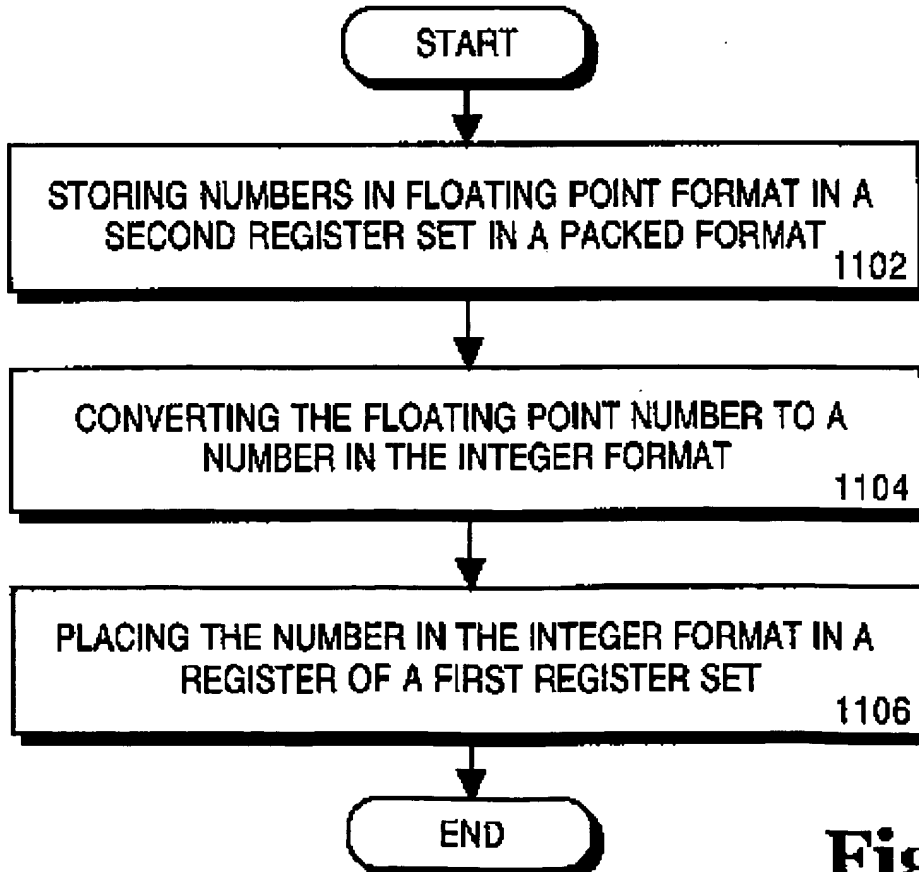 START
STORING NUMBERS IN FLOATING POINT FORMAT IN A
SECOND REGISTER SET IN A PACKED FORMAT
1102
CONVERTING THE FLOATING POINT NUMBER TO A
NUMBER IN THE INTEGER FORMAT
1104
PLACING THE NUMBER IN THE INTEGER FORMAT IN A
REGISTER OF A FIRST REGISTER SET
1106
END
Fig